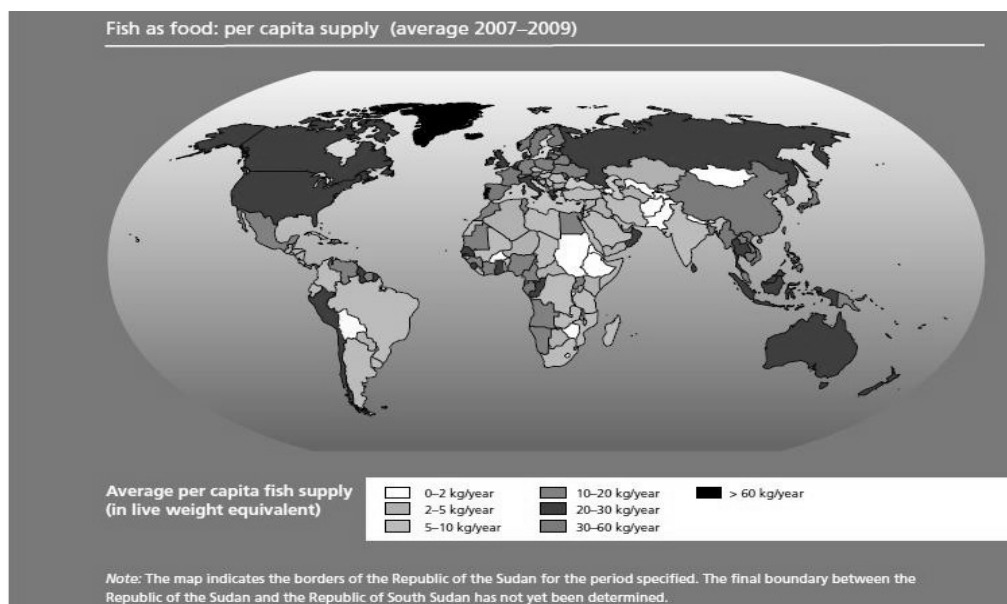 Fish as food: per capita supply (average 2007–2009)
Average per capita fish supply
(in live weight equivalent)
0–2 kg/year
2–5 kg/year
5–10 kg/year
10–20 kg/year
20–30 kg/year
30–60 kg/year
> 60 kg/year
Note: The map indicates the borders of the Republic of the Sudan for the period specified. The final boundary between the
Republic of the Sudan and the Republic of South Sudan has not yet been determined.